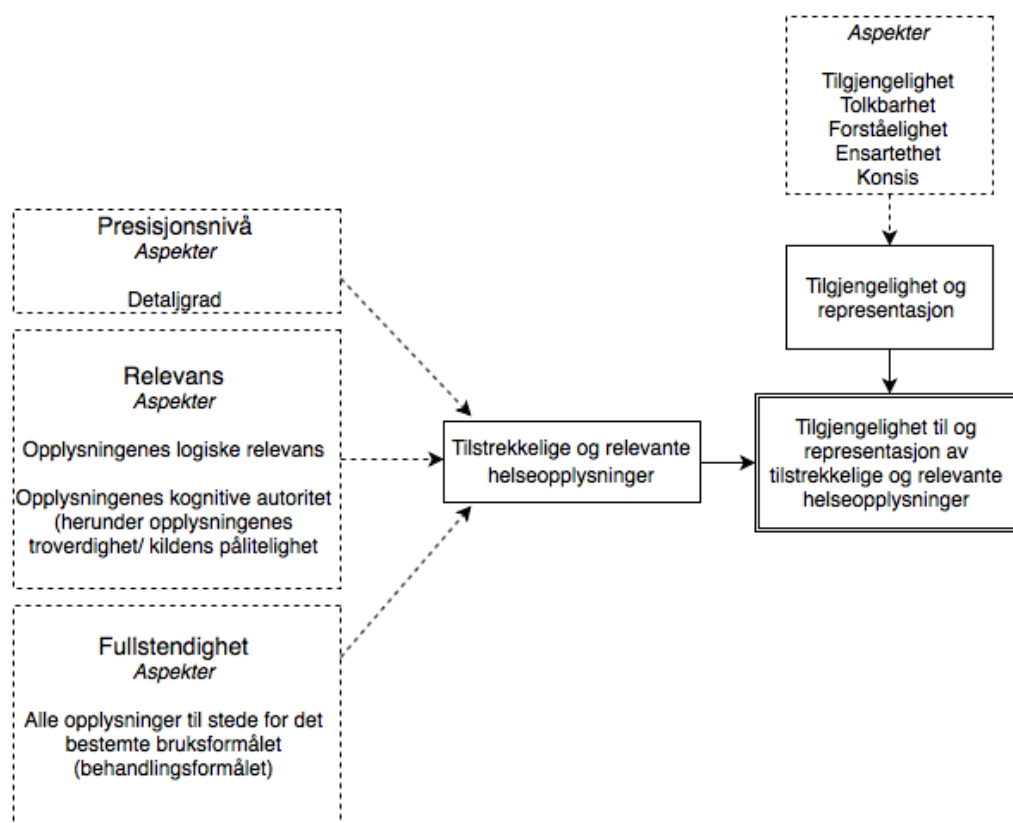 Aspekter
Tilgjengelighet
Tolkbarhet
Forståelighet
Ensartethet
Konsis
Presisjonsnivå
Aspekter
Detaljgrad
Relevans
Aspekter
Opplysningenes logiske relevans
Opplysningenes kognitive autoritet
(herunder opplysningenes
troverdighet/ kildens pålitelighet
Fullstendighet
Aspekter
Alle opplysninger til stede for det
bestemte bruksformålet
(behandlingsformålet)
Tilstrekkelige og relevante
helseopplysninger
Tilgjengelighet og
representasjon
Tilgjengelighet til og
representasjon av
tilstrekkelige og relevante
helseopplysninger